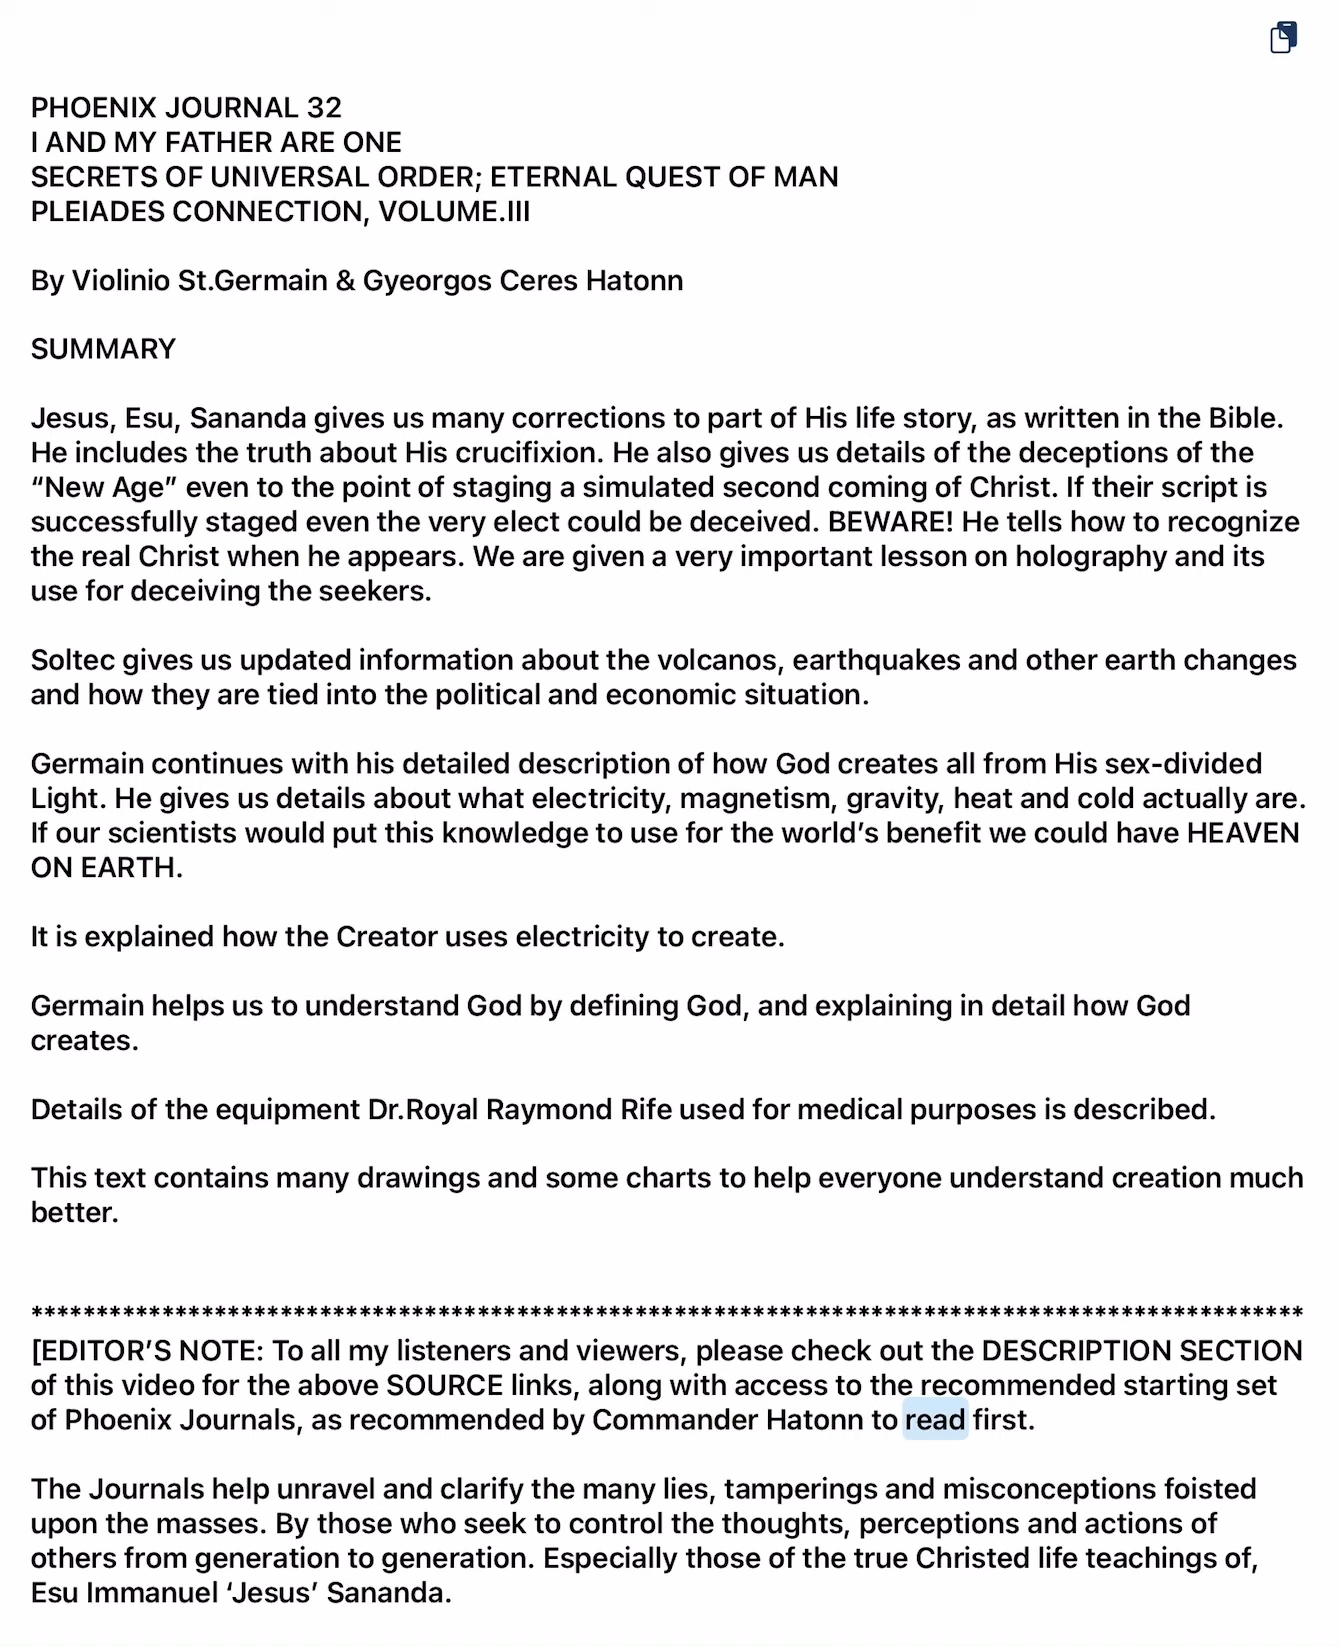 PHOENIX JOURNAL 32
I AND MY FATHER ARE ONE
SECRETS OF UNIVERSAL ORDER; ETERNAL QUEST OF MAN
PLEIADES CONNECTION, VOLUME.III
By Violinio St.Germain & Gyeorgos Ceres Hatonn
SUMMARY
Jesus, Esu, Sananda gives us many corrections to part of His life story, as written in the Bible.
He includes the truth about His crucifixion. He also gives us details of the deceptions of the
“New Age” even to the point of staging a simulated second coming of Christ. If their script is
successfully staged even the very elect could be deceived. BEWARE! He tells how to recognize
the real Christ when he appears. We are given a very important lesson on holography and its
use for deceiving the seekers.
Soltec gives us updated information about the volcanos, earthquakes and other earth changes
and how they are tied into the political and economic situation.
Germain continues with his detailed description of how God creates all from His sex-divided
Light. He gives us details about what electricity, magnetism, gravity, heat and cold actually are.
If our scientists would put this knowledge to use for the world’s benefit we could have HEAVEN
ON EARTH.
It is explained how the Creator uses electricity to create.
Germain helps us to understand God by defining God, and explaining in detail how God
creates.
Details of the equipment Dr.Royal Raymond Rife used for medical purposes is described.
This text contains many drawings and some charts to help everyone understand creation much
better.
****************************************************************************************************
[EDITOR’S NOTE: To all my listeners and viewers, please check out the DESCRIPTION SECTION
of this video for the above SOURCE links, along with access to the recommended starting set
of Phoenix Journals, as recommended by Commander Hatonn to read first.
The Journals help unravel and clarify the many lies, tamperings and misconceptions foisted
upon the masses. By those who seek to control the thoughts, perceptions and actions of
others from generation to generation. Especially those of the true Christed life teachings of,
Esu Immanuel ‘Jesus’ Sananda.